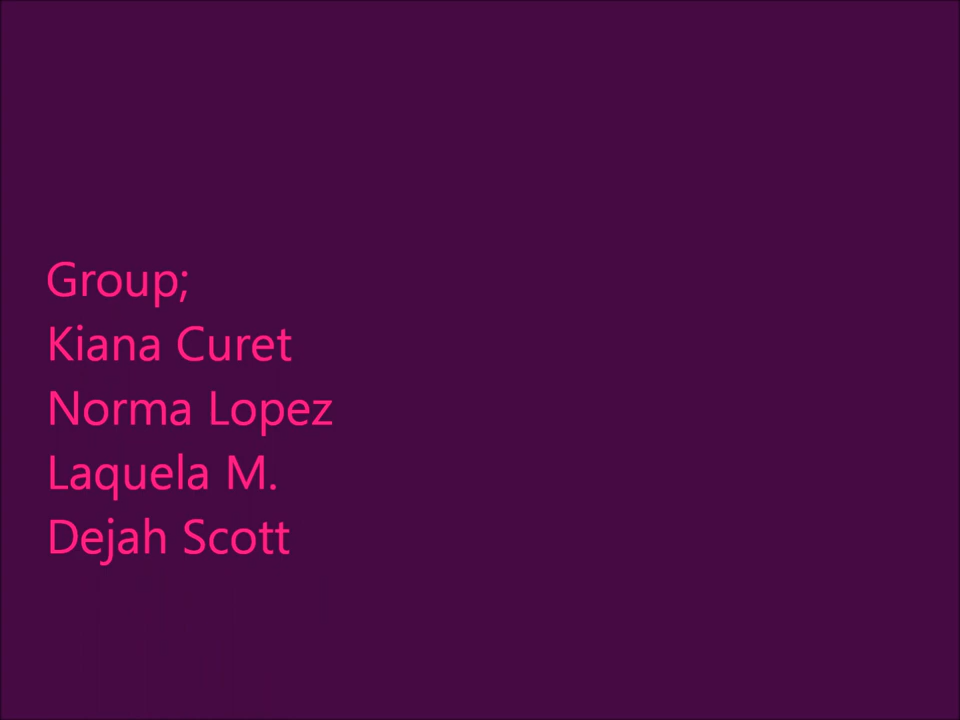 Group;
Kiana Curet
Norma Lopez
Laquela M.
Dejah Scott